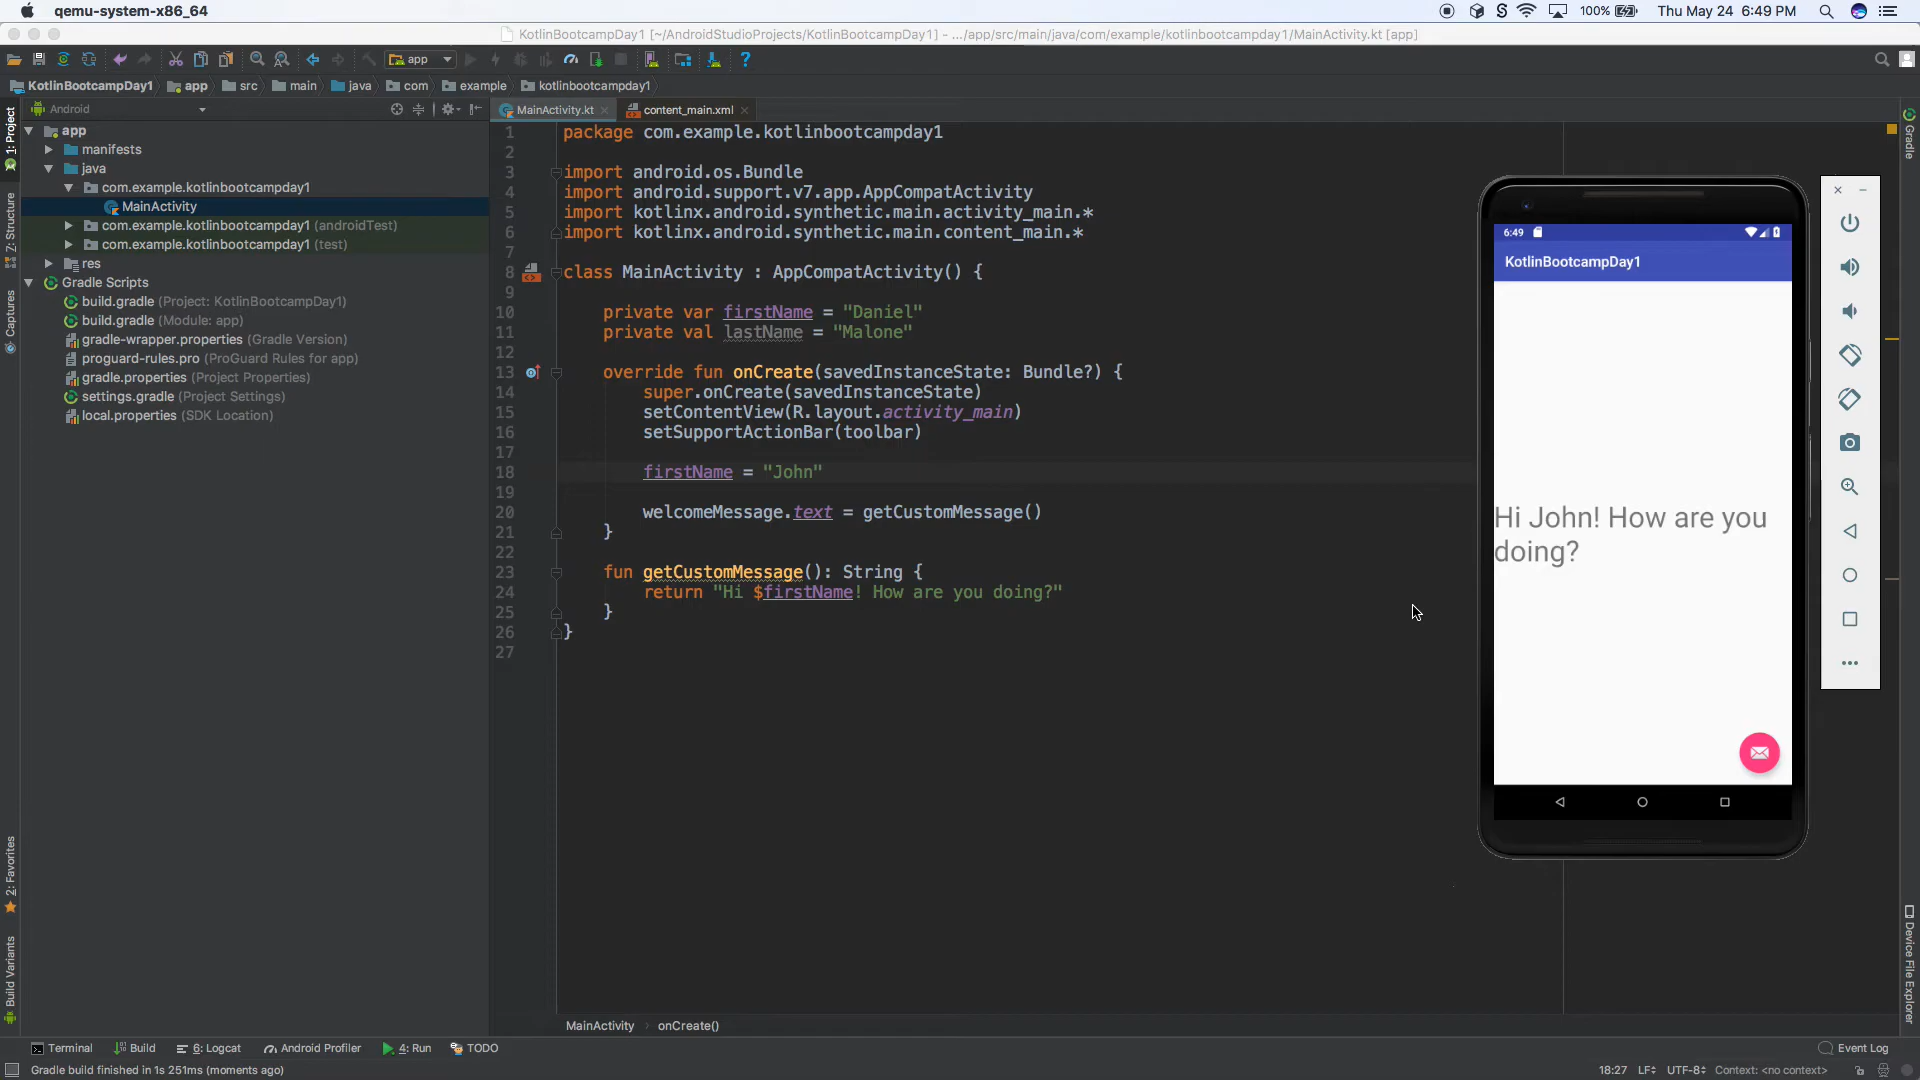 qemu-system-x86_64
100%
Thu May 24 6:49 PM
KotlinBootcampDay1 [~/AndroidStudioProjects/KotlinBootcampDay1] - .../app/src/main/java/com/example/kotlinbootcampday1/MainActivity.kt [app]
app
KotlinBootcampDay1
app
src
main
java
com
example
kotlinbootcampday1
Android
MainActivity.kt
content_main.xml
1: Project
Z: Structure
Captures
2: Favorites
Build Variants
Gradle
Device File Explorer
app
manifests
java
com.example.kotlinbootcampday1
MainActivity
com.example.kotlinbootcampday1 (androidTest)
com.example.kotlinbootcampday1 (test)
res
Gradle Scripts
build.gradle (Project: KotlinBootcampDay1)
build.gradle (Module: app)
gradle-wrapper.properties (Gradle Version)
proguard-rules.pro (ProGuard Rules for app)
gradle.properties (Project Properties)
settings.gradle (Project Settings)
local.properties (SDK Location)
1 package com.example.kotlinbootcampday1
2
3 import android.os.Bundle
4 import android.support.v7.app.AppCompatActivity
5 import kotlinx.android.synthetic.main.activity_main.*
6 import kotlinx.android.synthetic.main.content_main.*
7
8 class MainActivity : AppCompatActivity() {
9
10 private var firstName = "Daniel"
11 private val lastName = "Malone"
12
13 override fun onCreate(savedInstanceState: Bundle?) {
14 super.onCreate(savedInstanceState)
15 setContentView(R.layout.activity_main)
16 setSupportActionBar(toolbar)
17
18 firstName = "John"
19
20 welcomeMessage.text = getCustomMessage()
21 }
22
23 fun getCustomMessage(): String {
24 return "Hi $firstName! How are you doing?"
25 }
26 }
27
6:49
KotlinBootcampDay1
Hi John! How are you
doing?
MainActivity
onCreate()
Terminal
Build
6: Logcat
Android Profiler
4: Run
TODO
Event Log
Gradle build finished in 1s 251ms (moments ago)
18:27
LF
UTF-8
Context: <no context>